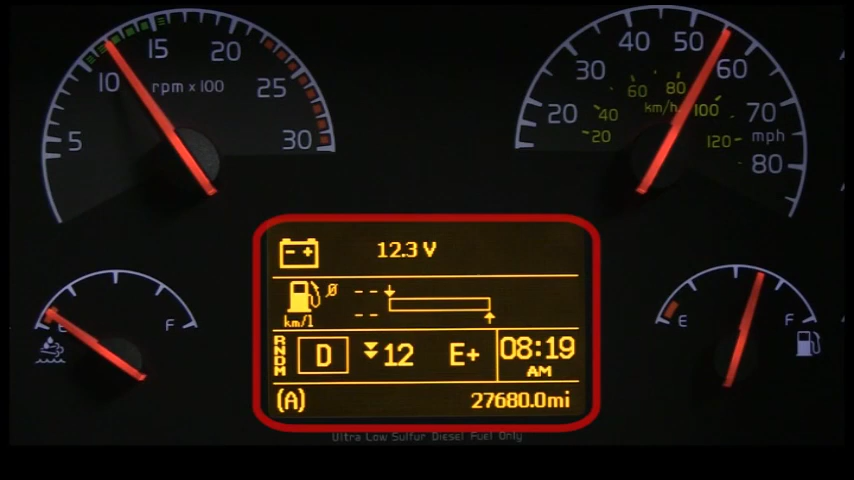 5
10
15
20
25
30
rpm x 100
20
30
40
50
60
70
80
mph
20
40
60
80
100
120
km/h
12.3 V
km/l
-- --
RNDM
D
12
E+
08:19
AM
(A)
27680.0mi
E
F
E
F
Ultra Low Sulfur Diesel Fuel Only